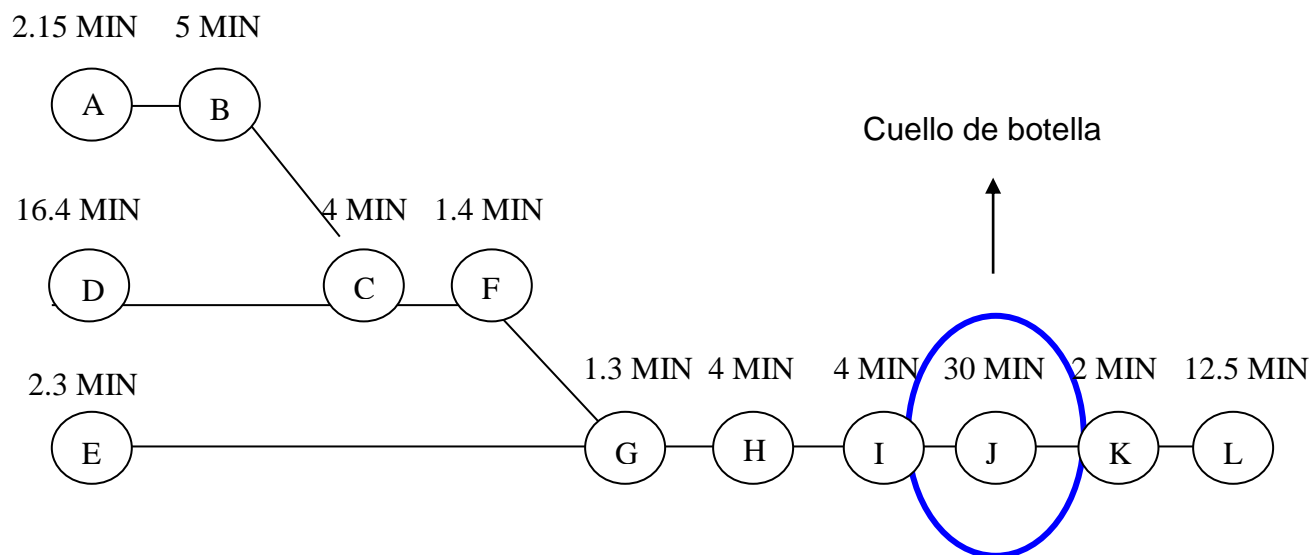 2.15 MIN 5 MIN
A B
Cuello de botella
16.4 MIN 4 MIN 1.4 MIN
D C F
2.3 MIN 1.3 MIN 4 MIN 4 MIN 30 MIN 2 MIN 12.5 MIN
E G H I J K L